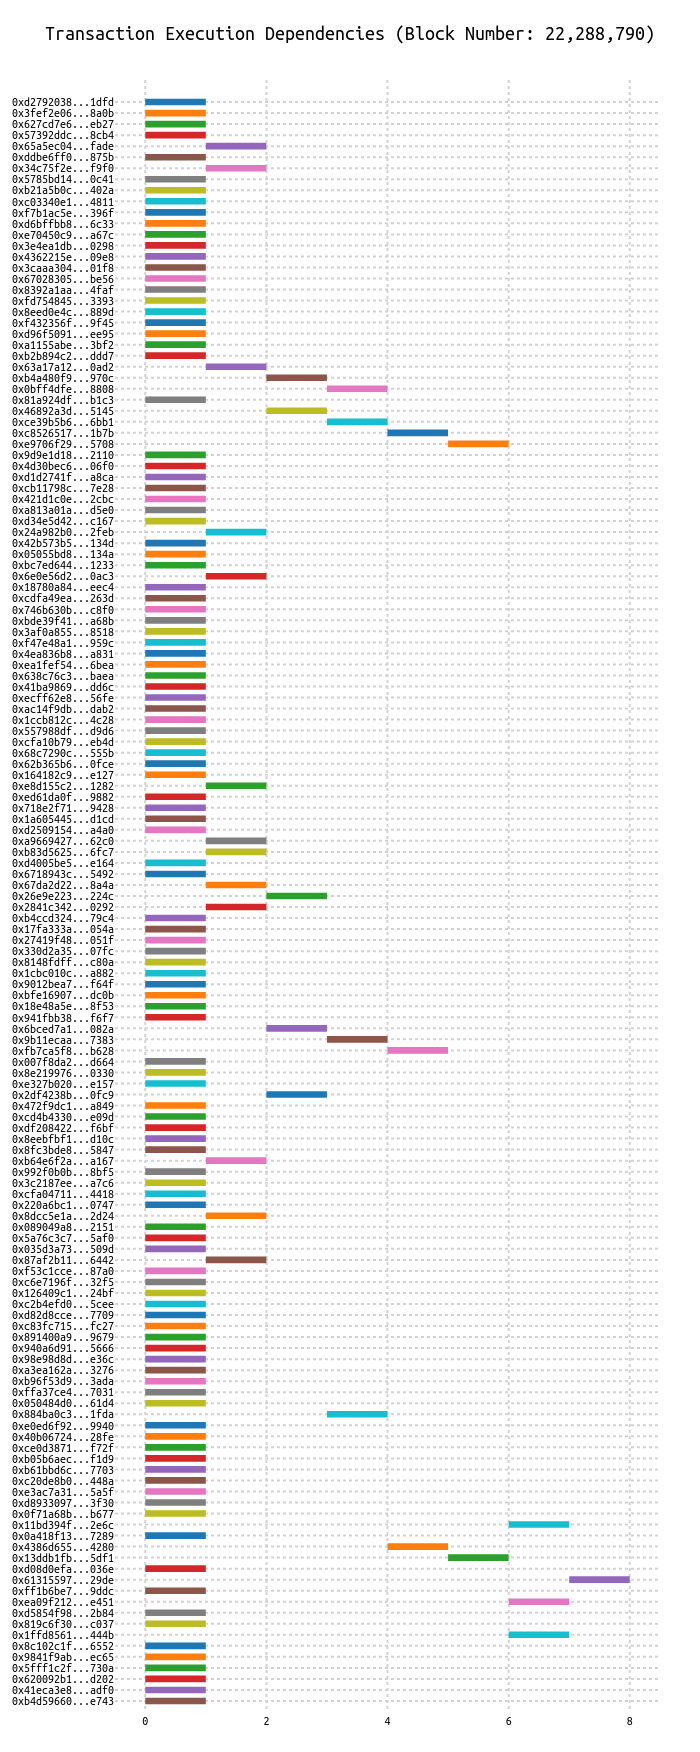 Transaction Execution Dependencies (Block Number: 22,288,790)
0xd2792038...1dfd
0x3fef2e06...8a0b
0x627cd7e6...eb27
0x57392ddc...8cb4
0x65a5ec04...fade
0xddbe6ff0...875b
0x34c75f2e...f9f0
0x5785bd14...0c41
0xb21a5b0c...402a
0xc03340e1...4811
0xf7b1ac5e...396f
0xd6bffbb8...6c33
0xe70450c9...a67c
0x3e4ea1db...0298
0x4362215e...09e8
0x3caaa304...01f8
0x67028305...be56
0x8392a1aa...4faf
0xfd754845...3393
0x8eed0e4c...889d
0xf432356f...9f45
0xd96f5091...ee95
0xa1155abe...3bf2
0xb2b894c2...ddd7
0x63a17a12...0ad2
0xb4a480f9...970c
0x0bff4dfe...8808
0x81a924df...b1c3
0x46892a3d...5145
0xce39b5b6...6bb1
0xc8526517...1b7b
0xe9706f29...5708
0x9d9e1d18...2110
0x4d30bec6...06f0
0xd1d2741f...a8ca
0xcb11798c...7e28
0x421d1c0e...2cbc
0xa813a01a...d5e0
0xd34e5d42...c167
0x24a982b0...2feb
0x42b573b5...134d
0x05055bd8...134a
0xbc7ed644...1233
0x6e0e56d2...0ac3
0x18780a84...eec4
0xcdfa49ea...263d
0x746b630b...c8f0
0xbde39f41...a68b
0x3af0a855...8518
0xf47e48a1...959c
0x4ea836b8...a831
0xea1fef54...6bea
0x638c76c3...baea
0x41ba9869...dd6c
0xecff62e8...56fe
0xac14f9db...dab2
0x1ccb812c...4c28
0x557988df...d9d6
0xcfa10b79...eb4d
0x68c7290c...555b
0x62b365b6...0fce
0x164182c9...e127
0xe8d155c2...1282
0xed61da0f...9882
0x718e2f71...9428
0x1a605445...d1cd
0xd2509154...a4a0
0xa9669427...62c0
0xb83d5625...6fc7
0xd4005be5...e164
0x6718943c...5492
0x67da2d22...8a4a
0x26e9e223...224c
0x2841c342...0292
0xb4ccd324...79c4
0x17fa333a...054a
0x27419f48...051f
0x330d2a35...07fc
0x8148fdff...c80a
0x1cbc010c...a882
0x9012bea7...f64f
0xbfe16907...dc0b
0x18e48a5e...8f53
0x941fbb38...f6f7
0x6bced7a1...082a
0x9b11ecaa...7383
0xfb7ca5f8...b628
0x007f8da2...d664
0x8e219976...0330
0xe327b020...e157
0x2df4238b...0fc9
0x472f9dc1...a849
0xcd4b4330...e09d
0xdf208422...f6bf
0x8eebfbf1...d10c
0x8fc3bde8...5847
0xb64e6f2a...a167
0x992f0b0b...8bf5
0x3c2187ee...a7c6
0xcfa04711...4418
0x220a6bc1...0747
0x8dcc5e1a...2d24
0x089049a8...2151
0x5a76c3c7...5af0
0x035d3a73...509d
0x87af2b11...6442
0xf53c1cce...87a0
0xc6e7196f...32f5
0x126409c1...24bf
0xc2b4efd0...5cee
0xd82d8cce...7709
0xc83fc715...fc27
0x891400a9...9679
0x940a6d91...5666
0x98e98d8d...e36c
0xa3ea162a...3276
0xb96f53d9...3ada
0xffa37ce4...7031
0x050484d0...61d4
0x884ba0c3...1fda
0xe0ed6f92...9940
0x40b06724...28fe
0xce0d3871...f72f
0xb05b6aec...f1d9
0xb61bbd6c...7703
0xc20de8b0...448a
0xe3ac7a31...5a5f
0xd8933097...3f30
0x0f71a68b...b677
0x11bd394f...2e6c
0x0a418f13...7289
0x4386d655...4280
0x13ddb1fb...5df1
0xd08d0efa...036e
0x61315597...29de
0xff1b6be7...9ddc
0xea09f212...e451
0xd5854f98...2b84
0x819c6f30...c037
0x1ffd8561...444b
0x8c102c1f...6552
0x9841f9ab...ec65
0x5fff1c2f...730a
0x620092b1...d202
0x41eca3e8...adf0
0xb4d59660...e743
0 2 4 6 8